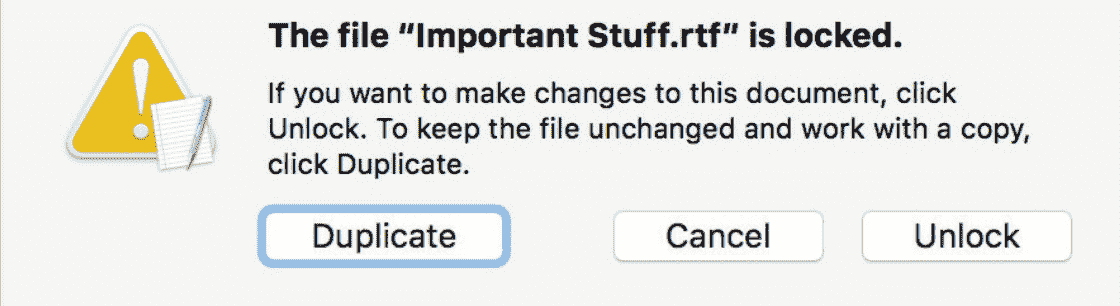 The file “Important Stuff.rtf” is locked.
If you want to make changes to this document, click
Unlock. To keep the file unchanged and work with a copy,
click Duplicate.
Duplicate Cancel Unlock